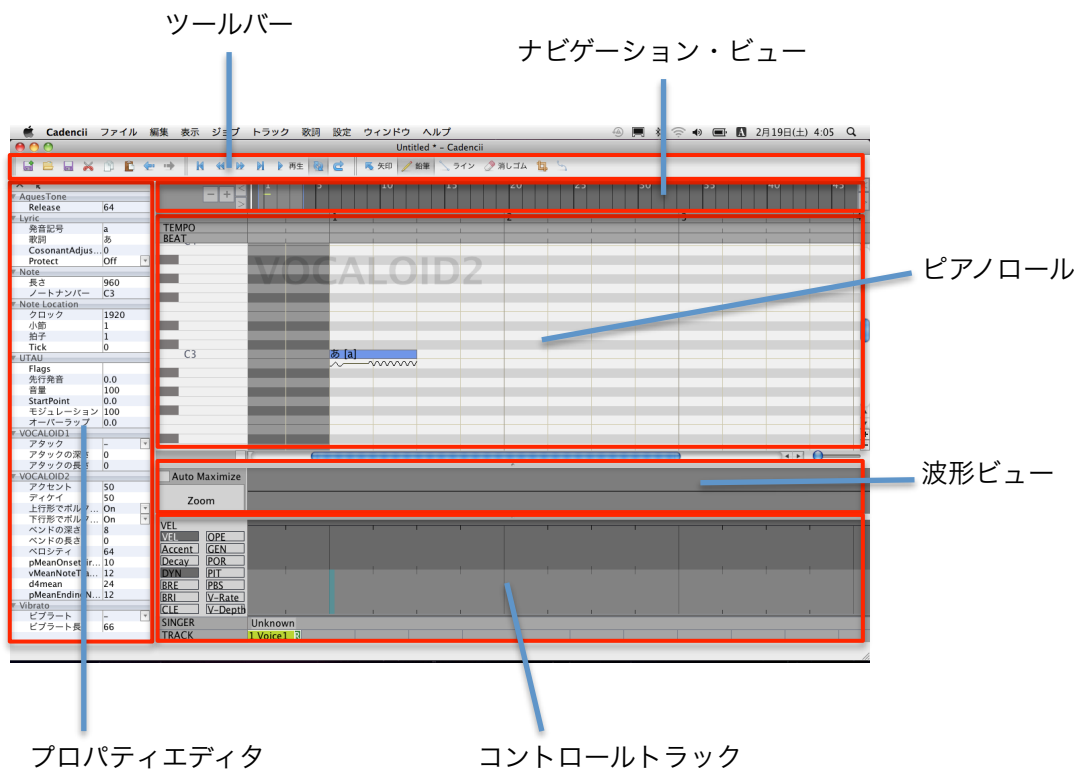 ツールバー
ナビゲーション・ビュー
Cadencii ファイル 編集 表示 ジョブ トラック 歌詞 設定 ウィンドウ ヘルプ 2月19日(土) 4:05
Untitled * – Cadencii
再生 矢印 鉛筆 ライン 消しゴム
− + 1 5 10 15 20 25 30 35 40 45
AquesTone
Release 64
Lyric
発音記号 a
歌詞 あ
CosonantAdjus... 0
Protect Off
Note
長さ 960
ノートナンバー C3
Note Location
クロック 1920
小節 1
拍子 1
Tick 0
UTAU
Flags
先行発音 0.0
音量 100
StartPoint 0.0
モジュレーション 100
オーバーラップ 0.0
VOCALOID1
アタック –
アタックの深さ 0
アタックの長さ 0
VOCALOID2
アクセント 50
ディケイ 50
上行形でポルタ... On
下行形でポルタ... On
ベンドの深さ 8
ベンドの長さ 0
ベロシティ 64
10
12
d4mean 24
pMeanEndingN... 12
Vibrato
ビブラート –
ビブラート長 66
1 2 3 4
TEMPO
BEAT
VOCALOID2
C3
あ [a]
ピアノロール
Auto Maximize
Zoom
波形ビュー
VEL
VEL OPE
Accent GEN
Decay POR
DYN PIT
BRE PBS
BRI V-Rate
CLE V-Depth
SINGER Unknown
TRACK 1 Voice1 R
プロパティエディタ
コントロールトラック